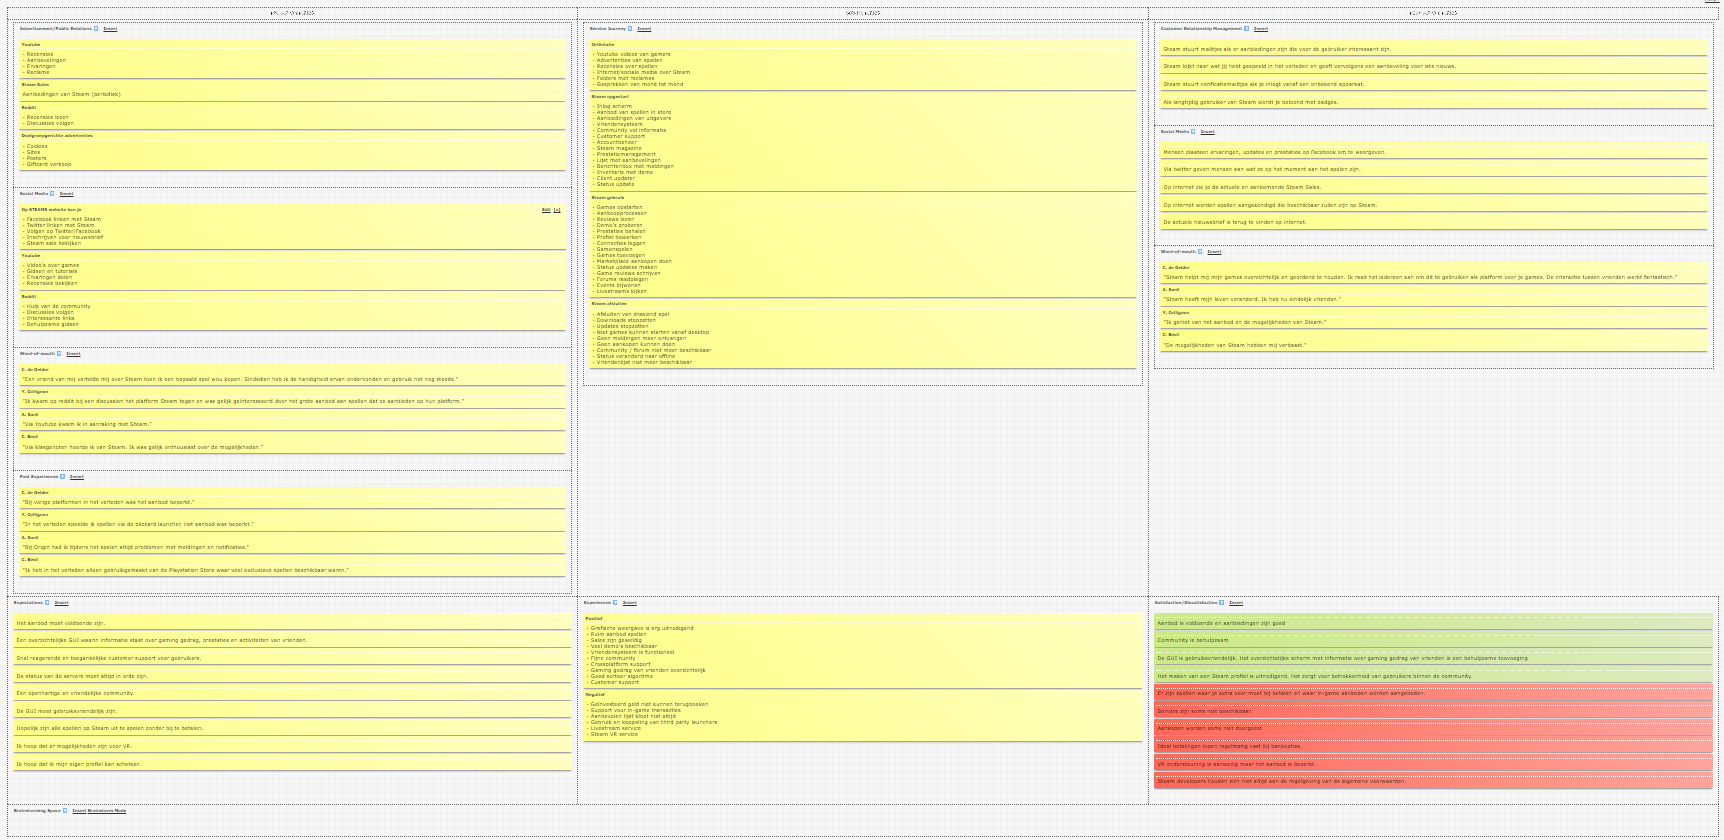 Advertisement/Public Relations Insert
Youtube
- Recensies
- Aanbevelingen
- Ervaringen
- Reclame
Steam Sales
Aanbiedingen van Steam (periodiek)
Reddit
- Recensies lezen
- Discussies volgen
Doelgroepgerichte advertenties
- Cookies
- Sites
- Posters
- Giftcard verkoop
Social Media Insert
Op STEAMS website kan je Edit [x]
- Facebook linken met Steam
- Twitter linken met Steam
- Volgen op Twitter/Facebook
- Inschrijven voor nieuwsbrief
- Steam sale bekijken
Youtube
- Video's over games
- Gidsen en tutorials
- Ervaringen delen
- Recensies bekijken
Reddit
- Hulp van de community
- Discussies volgen
- Interessante links
- Behulpzame gidsen
Word-of-mouth Insert
C. de Gelder
"Een vriend van mij vertelde mij over Steam toen ik een bepaald spel wou kopen. Sindsdien heb ik de handigheid ervan ondervonden en gebruik het nog steeds."
Y. Collignon
"Ik kwam op reddit bij een discussion het platform Steam tegen en was gelijk geinteresseerd door het grote aanbod aan spellen dat ze aanbieden op hun platform."
"Via Youtube kwam ik in aanraking met Steam."
C. Besli
"Via klasgenoten hoorde ik van Steam. Ik was gelijk enthousiast over de mogelijkheden."
Past Experiences Insert
C. de Gelder
"Bij vorige platformen in het verleden was het aanbod beperkt."
Y. Collignon
"In het verleden speelde ik spellen via de blizzard launcher. Het aanbod was beperkt."
"Bij Origin had ik tijdens het spelen altijd problemen met meldingen en notificaties."
C. Besli
"Ik heb in het verleden alleen gebruikgemaakt van de Playstation Store waar veel exclusieve spellen beschikbaar waren."
Service Journey Insert
Oriëntatie
- Youtube videos van gamers
- Advertenties van spellen
- Recensies over spellen
- Internet/sociale media over Steam
- Folders met reclames
- Gesprekken van mond tot mond
Steam opgestart
- Inlog scherm
- Aanbod van spellen in store
- Aanbiedingen van uitgevers
- Vriendensysteem
- Community vol informatie
- Customer support
- Accountbeheer
- Steam magazine
- Prestatiemanagement
- Lijst met aanbevelingen
- Berichtenbox met meldingen
- Inventaris met items
- Client updater
- Status update
Steam gebruik
- Games opstarten
- Aankoopprocessen
- Reviews lezen
- Demo's proberen
- Prestaties behalen
- Profiel bewerken
- Connecties leggen
- Samenspelen
- Games toevoegen
- Marketplace aankopen doen
- Status updates maken
- Game reviews schrijven
- Forums raadplegen
- Events bijwonen
- Livestreams kijken
Steam afsluiten
- Afsluiten van draaiend spel
- Downloads stopzetten
- Updates stopzetten
- Niet games kunnen starten vanaf desktop
- Geen meldingen meer ontvangen
- Geen aankopen kunnen doen
- Community / forum niet meer beschikbaar
- Status veranderd naar offline
- Vriendenlijst niet meer beschikbaar
Customer Relationship Management Insert
Steam stuurt mailtjes als er aanbiedingen zijn die voor de gebruiker interessant zijn.
Steam kijkt naar wat jij hebt gespeeld in het verleden en geeft vervolgens een aanbeveling voor iets nieuws.
Steam stuurt verificatiemailtjes als je inlogt vanaf een onbekend apparaat.
Als langtijdig gebruiker van Steam wordt je beloond met badges.
Social Media Insert
Mensen plaatsen ervaringen, updates en prestaties op Facebook om te weergeven.
Via twitter geven mensen aan wat ze op het moment aan het spelen zijn.
Op internet zie je de actuele en aankomende Steam Sales.
Op internet worden spellen aangekondigd die beschikbaar zullen zijn op Steam.
De actuele nieuwsbrief is terug te vinden op internet.
Word-of-mouth Insert
C. de Gelder
"Steam helpt mij mijn games overzichtelijk en geordend te houden. Ik raad het iedereen aan om dit te gebruiken als platform voor je games. De interactie tussen vrienden werkt fantastisch."
"Steam heeft mijn leven veranderd. Ik heb nu eindelijk vrienden."
Y. Collignon
"Ik geniet van het aanbod en de mogelijkheden van Steam."
C. Besli
"De mogelijkheden van Steam hebben mij verbaast."
Expectations Insert
Het aanbod moet voldoende zijn.
Een overzichtelijke GUI waarin informatie staat over gaming gedrag, prestaties en activiteiten van vrienden.
Snel reagerende en toegankelijke customer support voor gebruikers.
De status van de servers moet altijd in orde zijn.
Een openhartige en vriendelijke community.
De GUI moet gebruiksvriendelijk zijn.
Hopelijk zijn alle spellen op Steam uit te spelen zonder bij te betalen.
Ik hoop dat er mogelijkheden zijn voor VR.
Ik hoop dat ik mijn eigen profiel kan schetsen.
Experiences Insert
Positief
- Grafische weergave is erg uitnodigend
- Ruim aanbod spellen
- Sales zijn geweldig
- Veel demo's beschikbaar
- Vriendensysteem is functioneel
- Fijne community
- Crossplatform support
- Gaming gedrag van vrienden overzichtelijk
- Goed sorteer algoritme
- Customer support
Negatief
- Geïnvesteerd geld niet kunnen terugboeken
- Support voor in-game transacties
- Aanbevolen lijst klopt niet altijd
- Gebruik en koppeling van third party launchers
- Livestream service
- Steam VR service
Satisfaction/Dissatisfaction Insert
Aanbod is voldoende en aanbiedingen zijn goed
Community is behulpzaam
De GUI is gebruiksvriendelijk. Het overzichtelijke scherm met informatie over gaming gedrag van vrienden is een behulpzame toevoeging
Het maken van een Steam profiel is uitnodigend. Het zorgt voor betrokkenheid van gebruikers binnen de community.
Er zijn spellen waar je extra voor moet bij betalen en waar in-game aankopen worden aangeboden.
Servers zijn soms niet beschikbaar.
Aankopen worden soms niet doorgezet
Ideal betalingen lopen regelmatig vast bij bankopties.
VR ondersteuning is aanwezig maar het aanbod is beperkt.
Steam developers houden zich niet altijd aan de regelgeving van de algemene voorwaarden.
Brainstorming Space Insert Brainstorm Mode